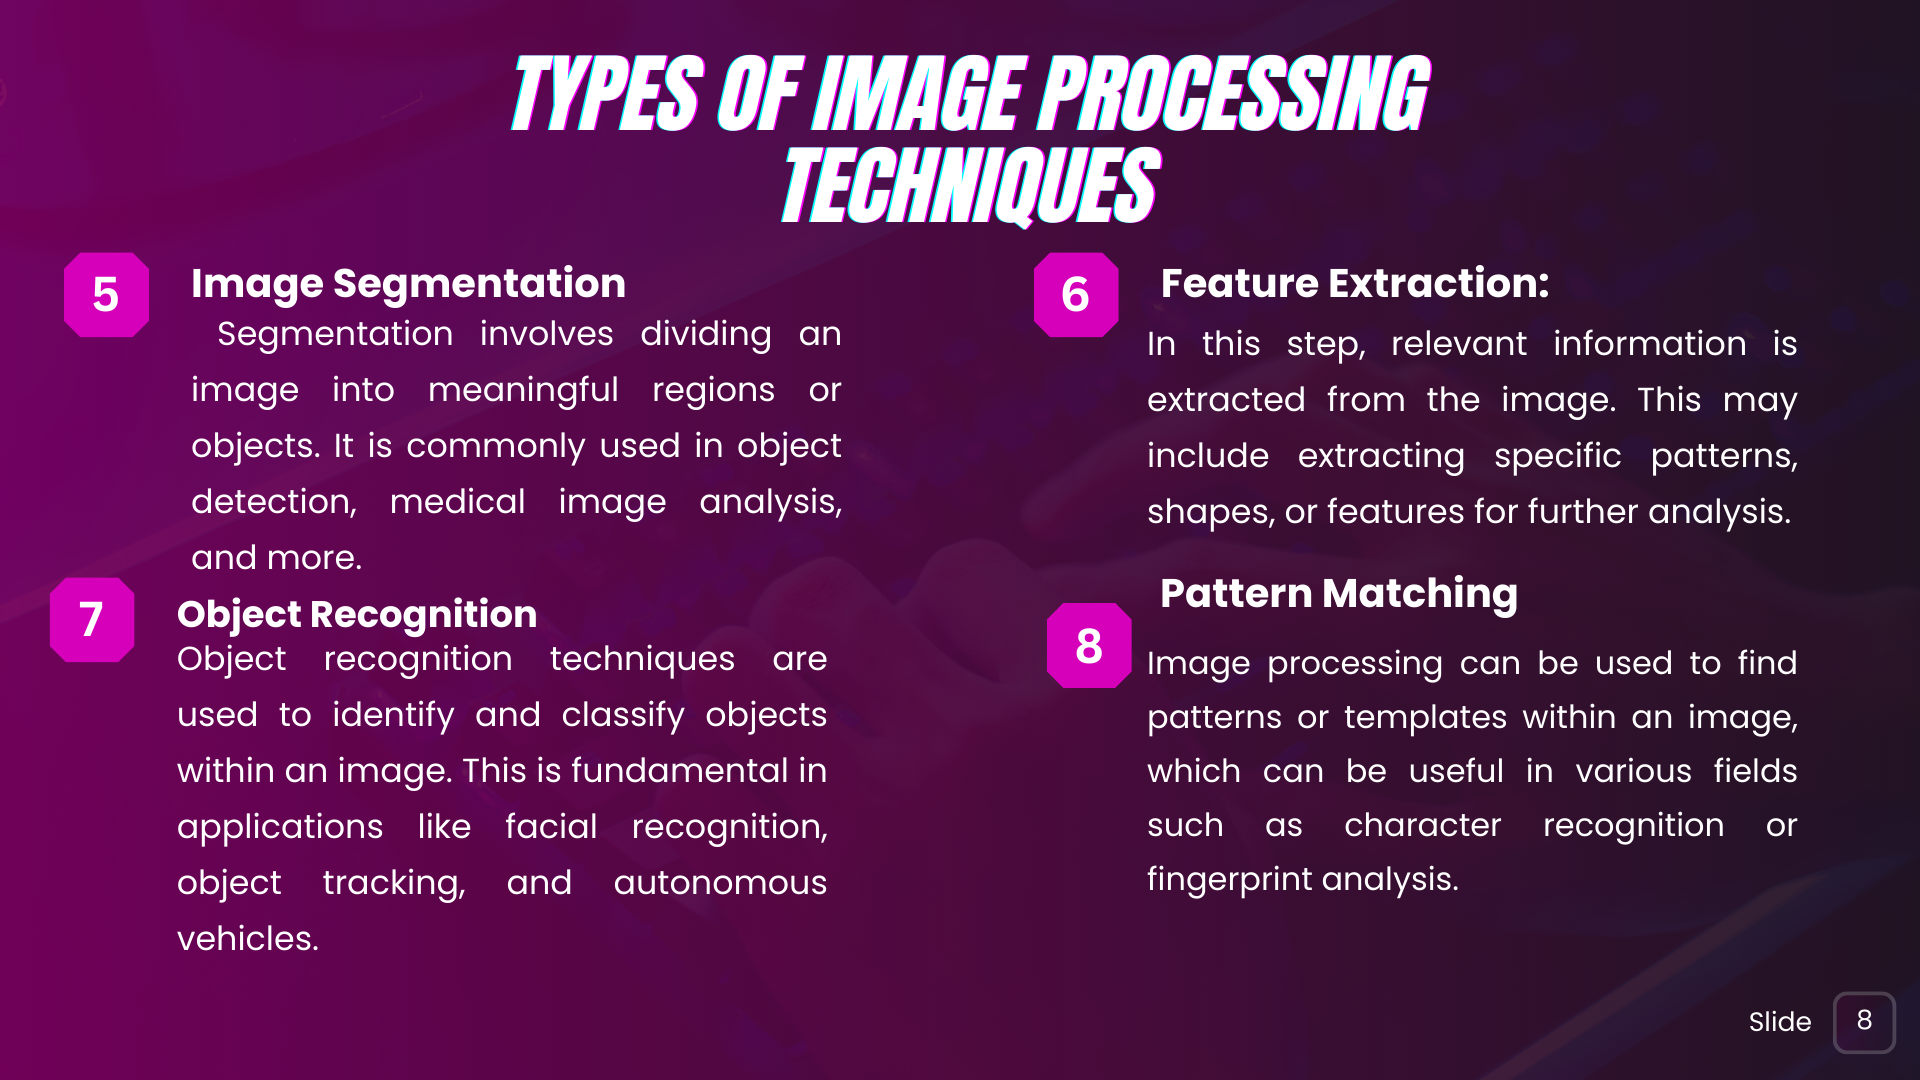 TYPES OF IMAGE PROCESSING
TECHNIQUES
5
Image Segmentation
Segmentation involves dividing an
image into meaningful regions or
objects. It is commonly used in object
detection, medical image analysis,
and more.
6
Feature Extraction:
In this step, relevant information is
extracted from the image. This may
include extracting specific patterns,
shapes, or features for further analysis.
7
Object Recognition
Object recognition techniques are
used to identify and classify objects
within an image. This is fundamental in
applications like facial recognition,
object tracking, and autonomous
vehicles.
8
Pattern Matching
Image processing can be used to find
patterns or templates within an image,
which can be useful in various fields
such as character recognition or
fingerprint analysis.
Slide 8